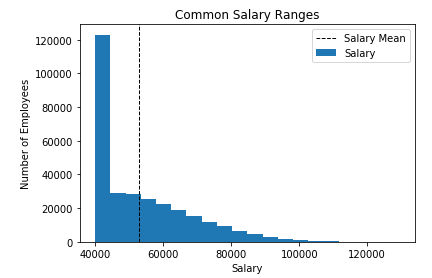 Common Salary Ranges
Salary Mean
Salary
Number of Employees
120000
100000
80000
60000
40000
20000
0
40000 60000 80000 100000 120000
Salary